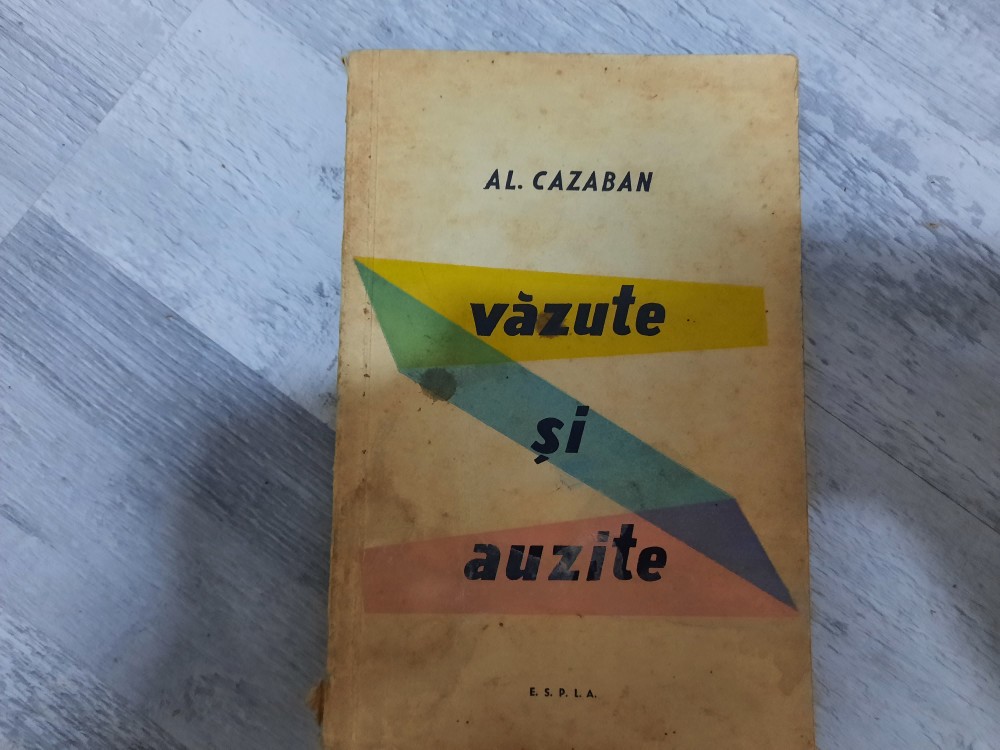 AL. CAZABAN
văzute
și
auzite
E. S. P. L. A.